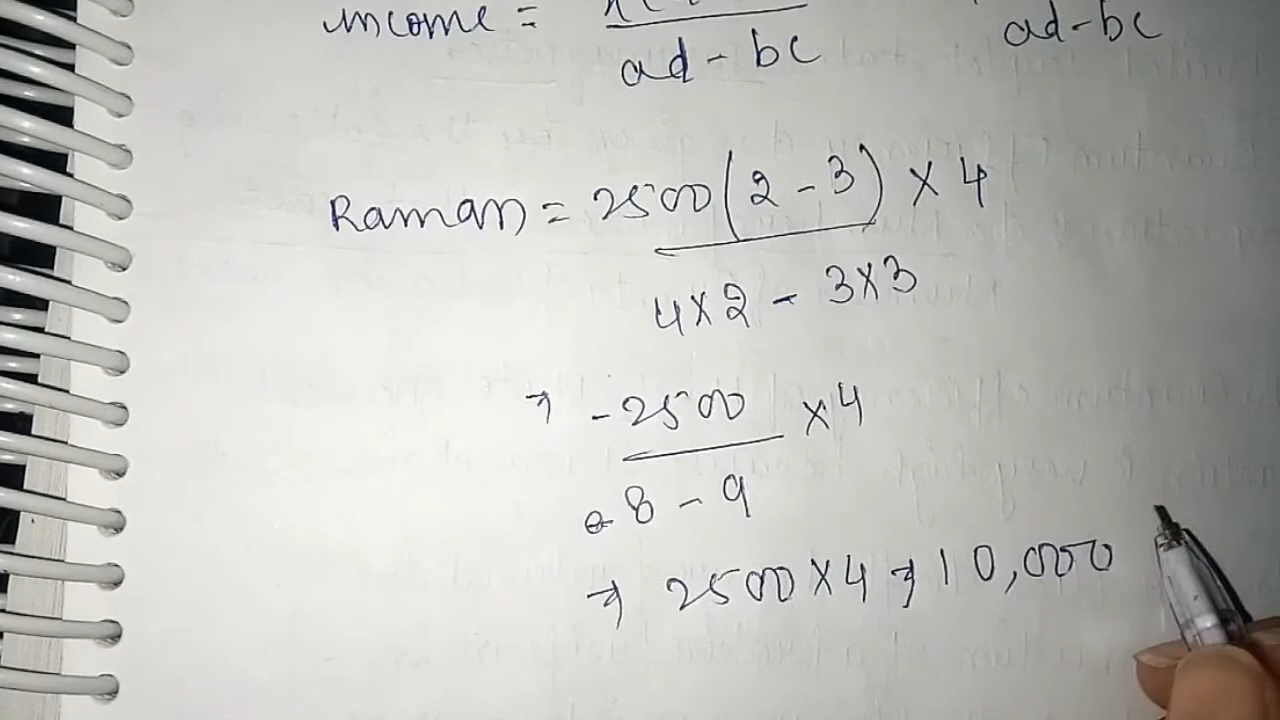 income =
ad - bc
ad - bc
Raman = 2500 (2 - 3) × 4
4 × 2 - 3 × 3
→ - 2500 × 4
8 - 9
→ 2500 × 4 → 10,000